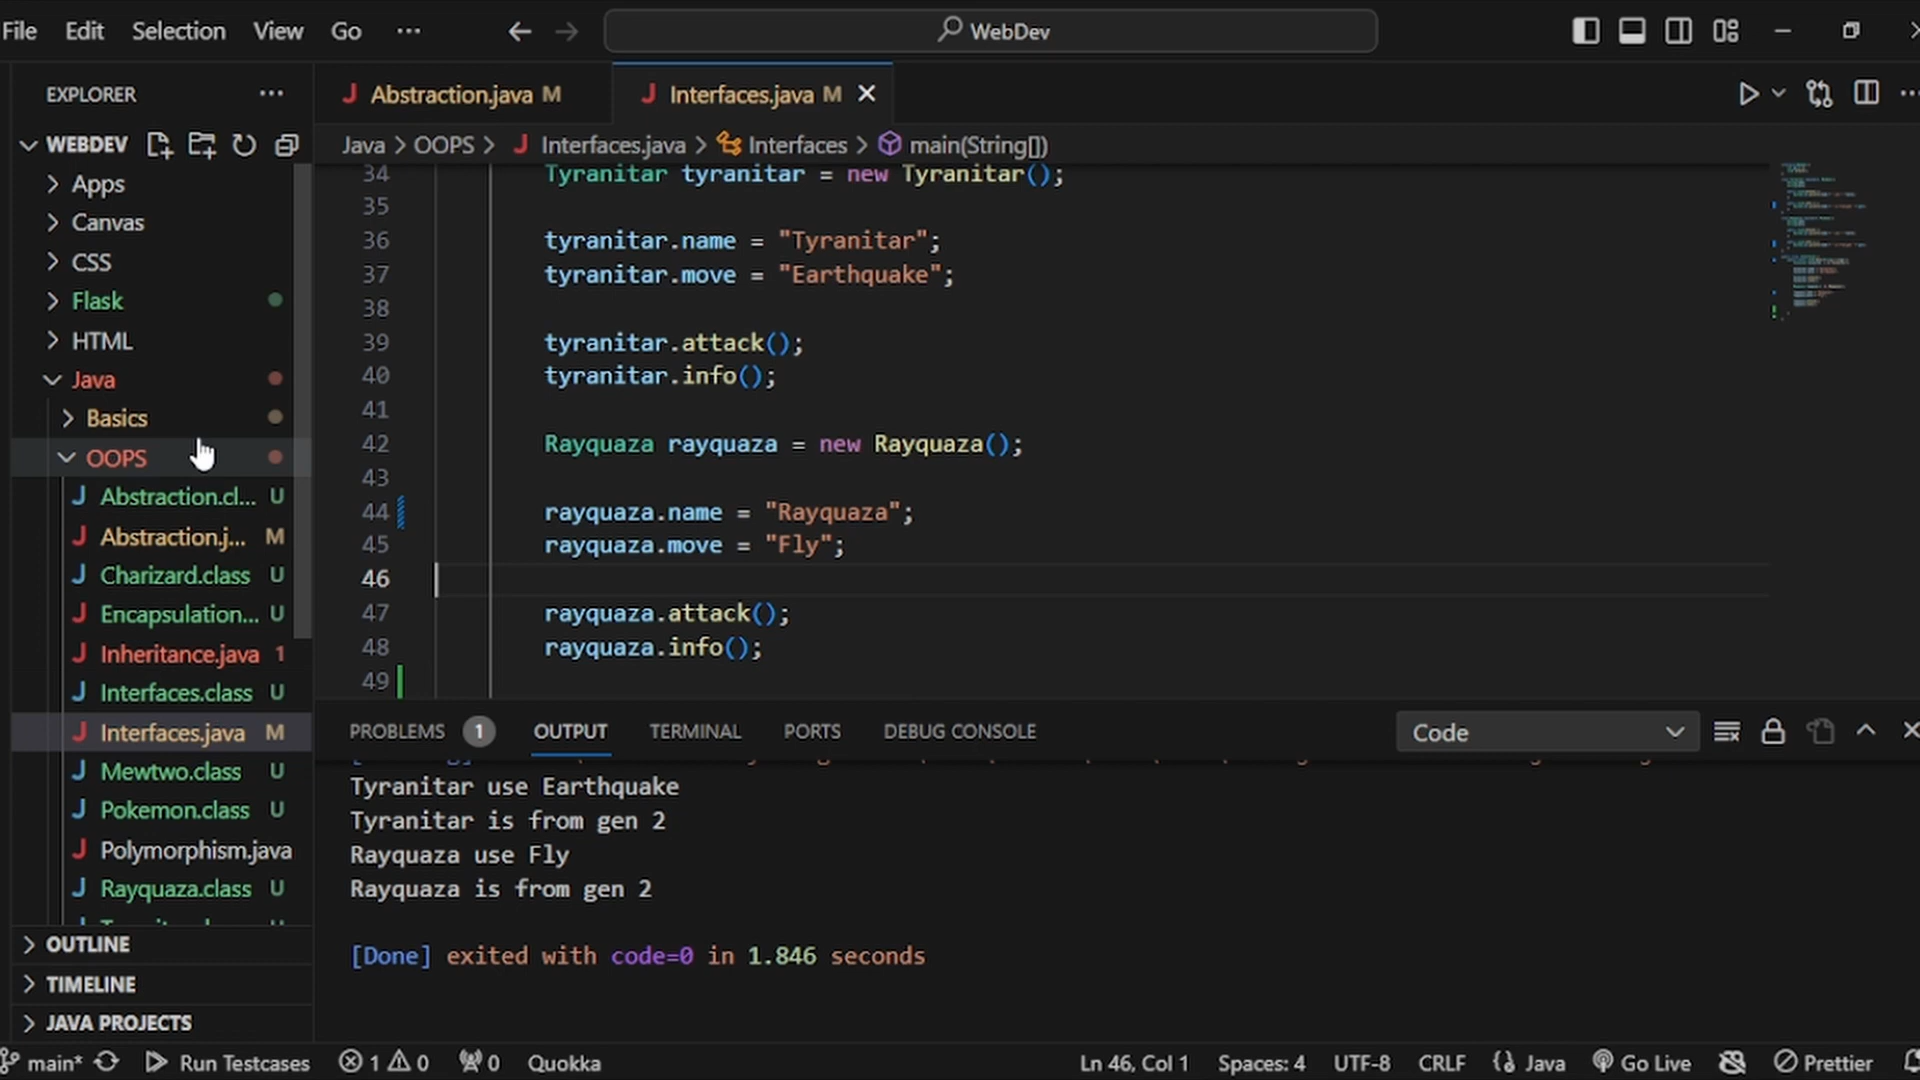 File Edit Selection View Go ···
WebDev
EXPLORER ···
WEBDEV
Apps
Canvas
CSS
Flask
HTML
Java
Basics
OOPS
Abstraction.cl... U
Abstraction.j... M
Charizard.class U
Encapsulation... U
Inheritance.java 1
Interfaces.class U
Interfaces.java M
Mewtwo.class U
Pokemon.class U
Polymorphism.java
Rayquaza.class U
OUTLINE
TIMELINE
JAVA PROJECTS
Abstraction.java M
Interfaces.java M
Java > OOPS > Interfaces.java > Interfaces > main(String[])
34 Tyranitar tyranitar = new Tyranitar();
35
36 tyranitar.name = "Tyranitar";
37 tyranitar.move = "Earthquake";
38
39 tyranitar.attack();
40 tyranitar.info();
41
42 Rayquaza rayquaza = new Rayquaza();
43
44 rayquaza.name = "Rayquaza";
45 rayquaza.move = "Fly";
46
47 rayquaza.attack();
48 rayquaza.info();
49
PROBLEMS 1 OUTPUT TERMINAL PORTS DEBUG CONSOLE
Code
Tyranitar use Earthquake
Tyranitar is from gen 2
Rayquaza use Fly
Rayquaza is from gen 2
[Done] exited with code=0 in 1.846 seconds
main* Run Testcases 1 0 0 Quokka Ln 46, Col 1 Spaces: 4 UTF-8 CRLF {} Java Go Live Prettier